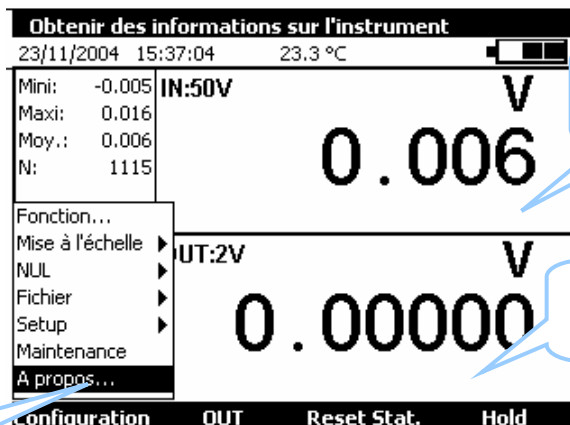 Obtenir des informations sur l'instrument
23/11/2004 15:37:04 23.3 °C
Mini: -0.005
Maxi: 0.016
Moy.: 0.006
N: 1115
IN:50V V
0.006
Fonction...
Mise à l'échelle
NUL
Fichier
Setup
Maintenance
A propos...
OUT:2V V
0.00000
Configuration OUT Reset Stat. Hold